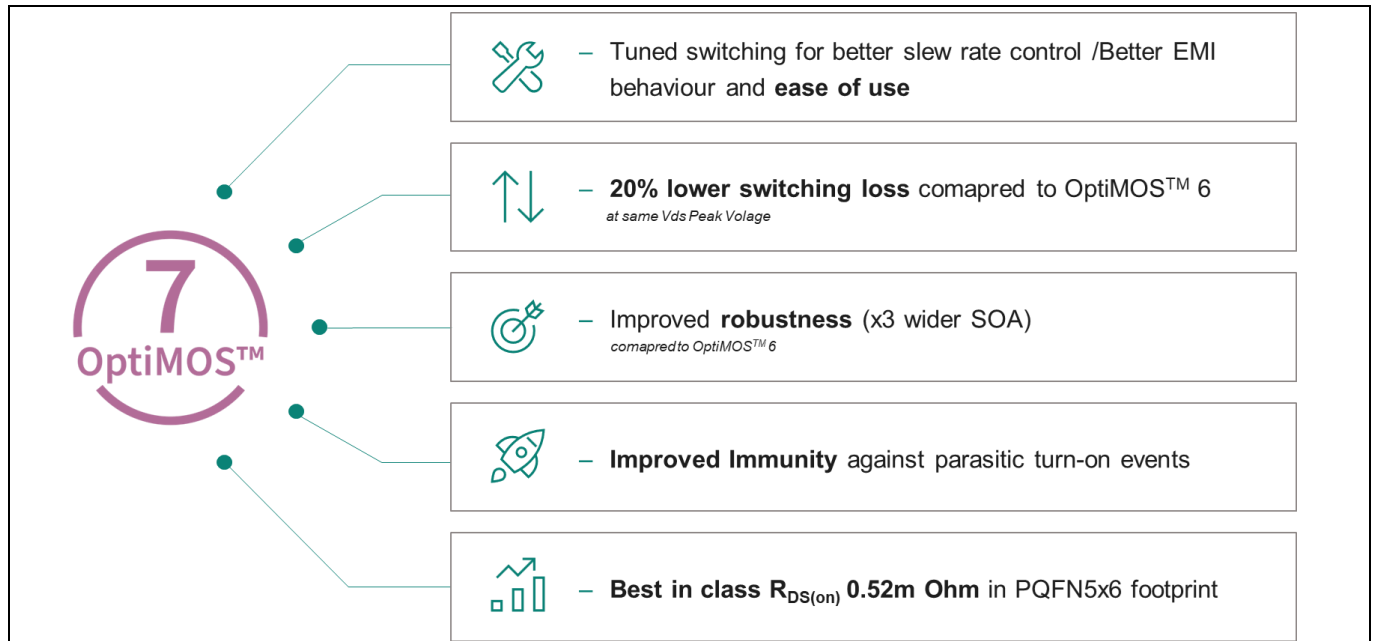 – Tuned switching for better slew rate control /Better EMI
behaviour and ease of use
– 20% lower switching loss comapred to OptiMOS™ 6
at same Vds Peak Volage
7
OptiMOS™
– Improved robustness (x3 wider SOA)
comapred to OptiMOS™ 6
– Improved Immunity against parasitic turn-on events
– Best in class RDS(on) 0.52m Ohm in PQFN5x6 footprint